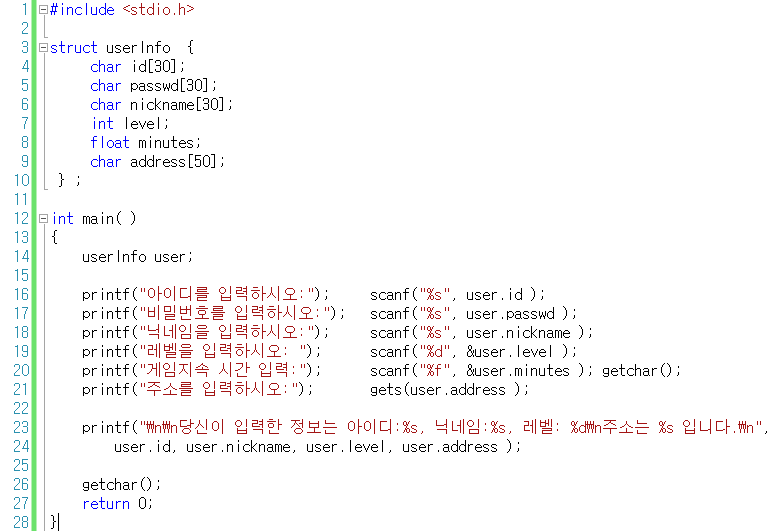 1 #include <stdio.h>
2
3 struct userInfo  {
4      char id[30];
5      char passwd[30];
6      char nickname[30];
7      int level;
8      float minutes;
9      char address[50];
10  } ;
11
12 int main( )
13 {
14     userInfo user;
15
16     printf("아이디를 입력하시오:");     scanf("%s", user.id );
17     printf("비밀번호를 입력하시오:");   scanf("%s", user.passwd );
18     printf("닉네임을 입력하시오:");     scanf("%s", user.nickname );
19     printf("레벨을 입력하시오: ");      scanf("%d", &user.level );
20     printf("게임지속 시간 입력:");      scanf("%f", &user.minutes ); getchar();
21     printf("주소를 입력하시오:");       gets(user.address );
22
23     printf("₩n₩n당신이 입력한 정보는 아이디:%s, 닉네임:%s, 레벨: %d₩n주소는 %s 입니다.₩n",
24         user.id, user.nickname, user.level, user.address );
25
26     getchar();
27     return 0;
28 }